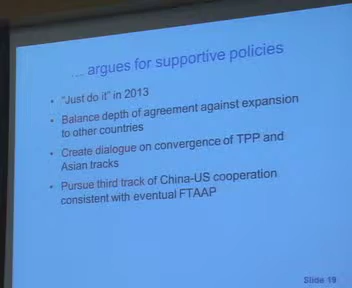 ... argues for supportive policies
• "Just do it" in 2013
• Balance depth of agreement against expansion
to other countries
• Create dialogue on convergence of TPP and
Asian tracks
• Pursue third track of China-US cooperation
consistent with eventual FTAAP
Slide 19